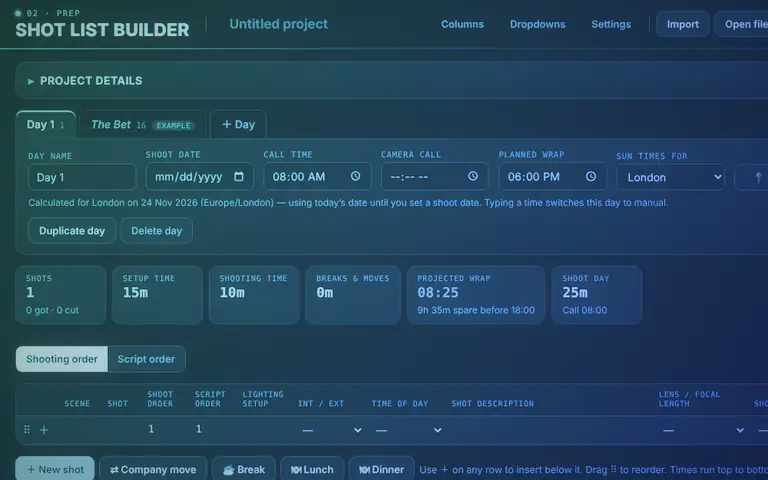 02 · PREP
SHOT LIST BUILDER
Untitled project
Columns Dropdowns Settings Import Open file
▸ PROJECT DETAILS
Day 1 1 The Bet 16 EXAMPLE + Day
DAY NAME SHOOT DATE CALL TIME CAMERA CALL PLANNED WRAP SUN TIMES FOR
Day 1 mm/dd/yyyy 08:00 AM --:-- -- 06:00 PM London
Calculated for London on 24 Nov 2026 (Europe/London) — using today's date until you set a shoot date. Typing a time switches this day to manual.
Duplicate day Delete day
SHOTS SETUP TIME SHOOTING TIME BREAKS & MOVES PROJECTED WRAP SHOOT DAY
1 15m 10m 0m 08:25 25m
0 got · 0 cut 9h 35m spare before 18:00 Call 08:00
Shooting order Script order
SCENE SHOT SHOOT ORDER SCRIPT ORDER LIGHTING SETUP INT / EXT TIME OF DAY SHOT DESCRIPTION LENS / FOCAL LENGTH
⠿ + 1 1 — — —
+ New shot ⇄ Company move ☕ Break 🍽 Lunch 🍽 Dinner Use + on any row to insert below it. Drag ⠿ to reorder. Times run top to